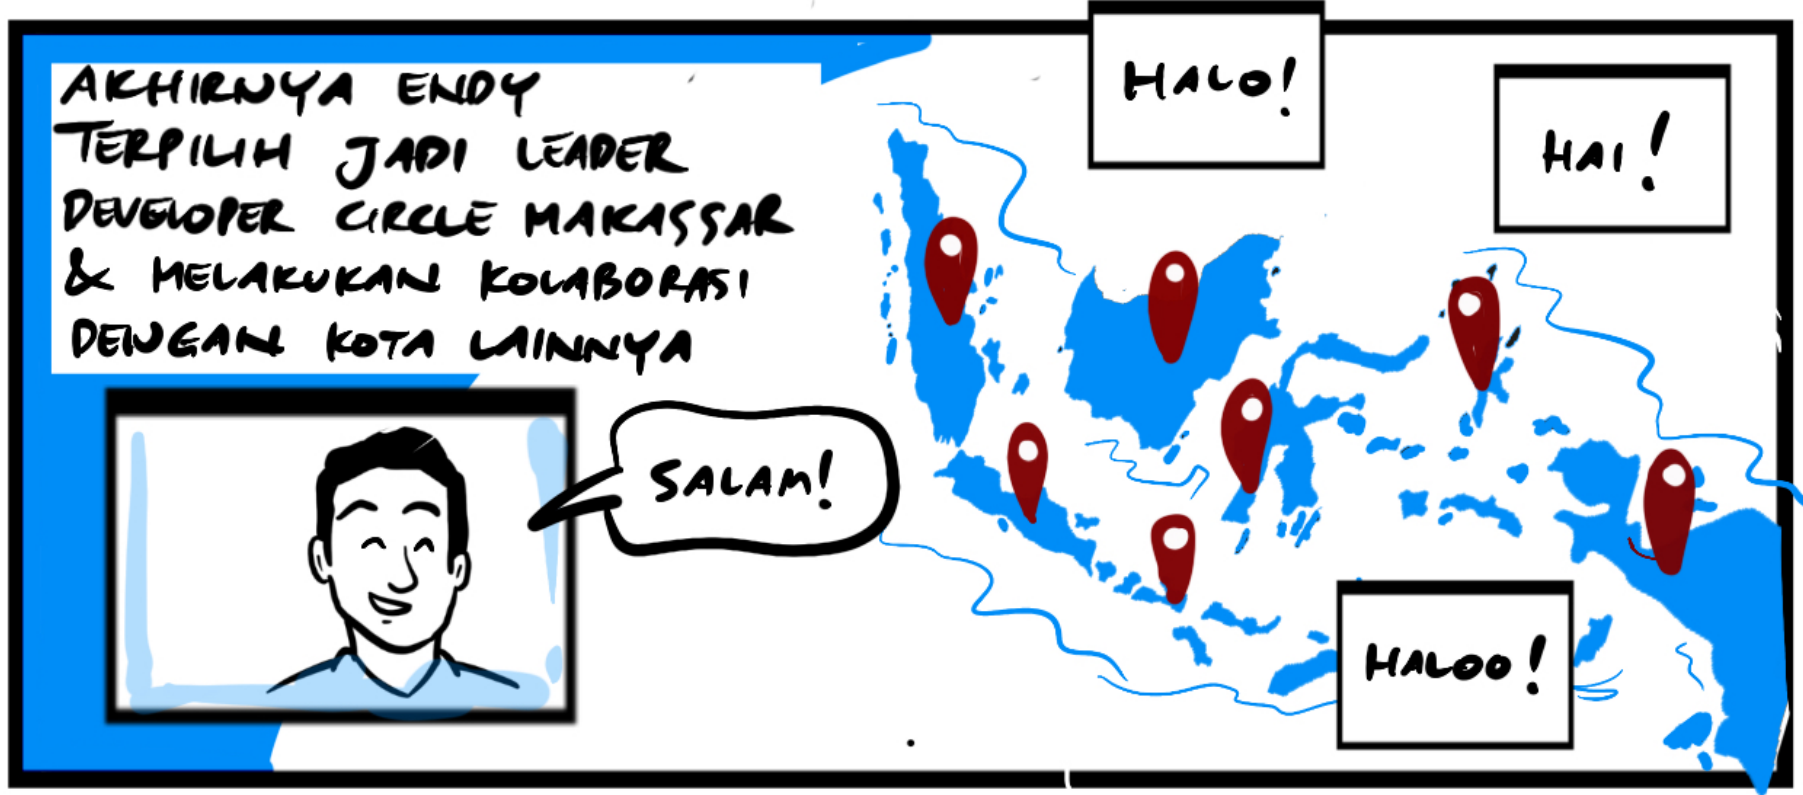 AKHIRNYA ENDY
TERPILIH JADI LEADER
DEVELOPER CIRCLE MAKASSAR
& MELAKUKAN KOLABORASI
DENGAN KOTA LAINNYA
SALAM!
HALO!
HAI!
HALOO!